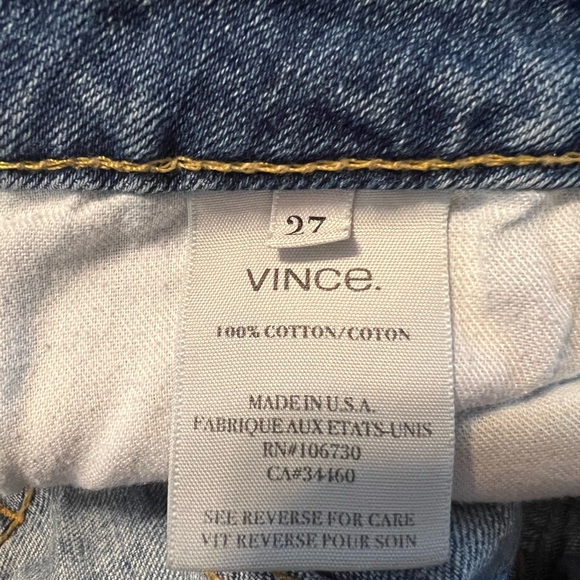 27
VINCe.
100% COTTON/COTON
MADE IN U.S.A.
FABRIQUE AUX ETATS-UNIS
RN#106730
CA#34460
SEE REVERSE FOR CARE
VIT REVERSE POUR SOIN